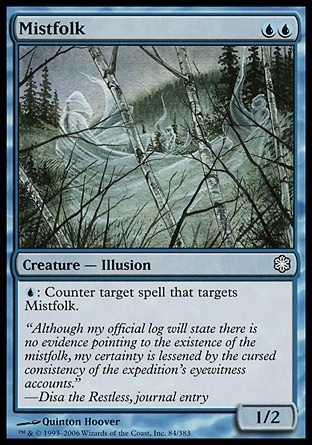 Mistfolk
Creature — Illusion
: Counter target spell that targets
Mistfolk.
“Although my official log will state there is
no evidence pointing to the existence of the
mistfolk, my certainty is lessened by the cursed
consistency of the expedition's eyewitness
accounts.”
—Disa the Restless, journal entry
Quinton Hoover
™ & © 1993–2006 Wizards of the Coast, Inc. 84/383
1/2